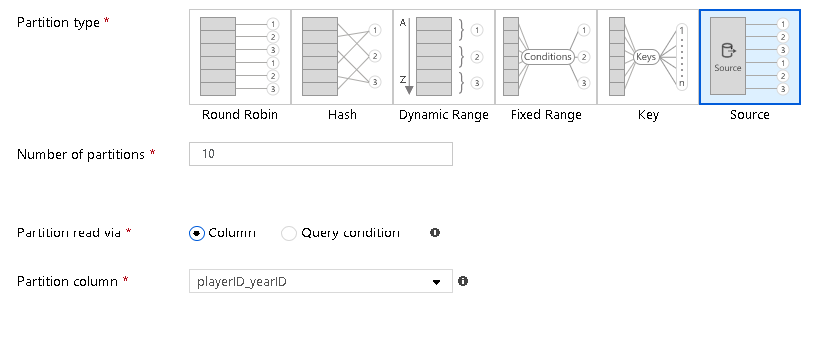 Partition type *
1 2 3 1 2 3
1 2 3
A Z 1 2 3
Conditions 1 2 3
Keys 1 n
Source 1 2 3 1 2 3
Round Robin Hash Dynamic Range Fixed Range Key Source
Number of partitions * 10
Partition read via * Column Query condition
Partition column * playerID_yearID